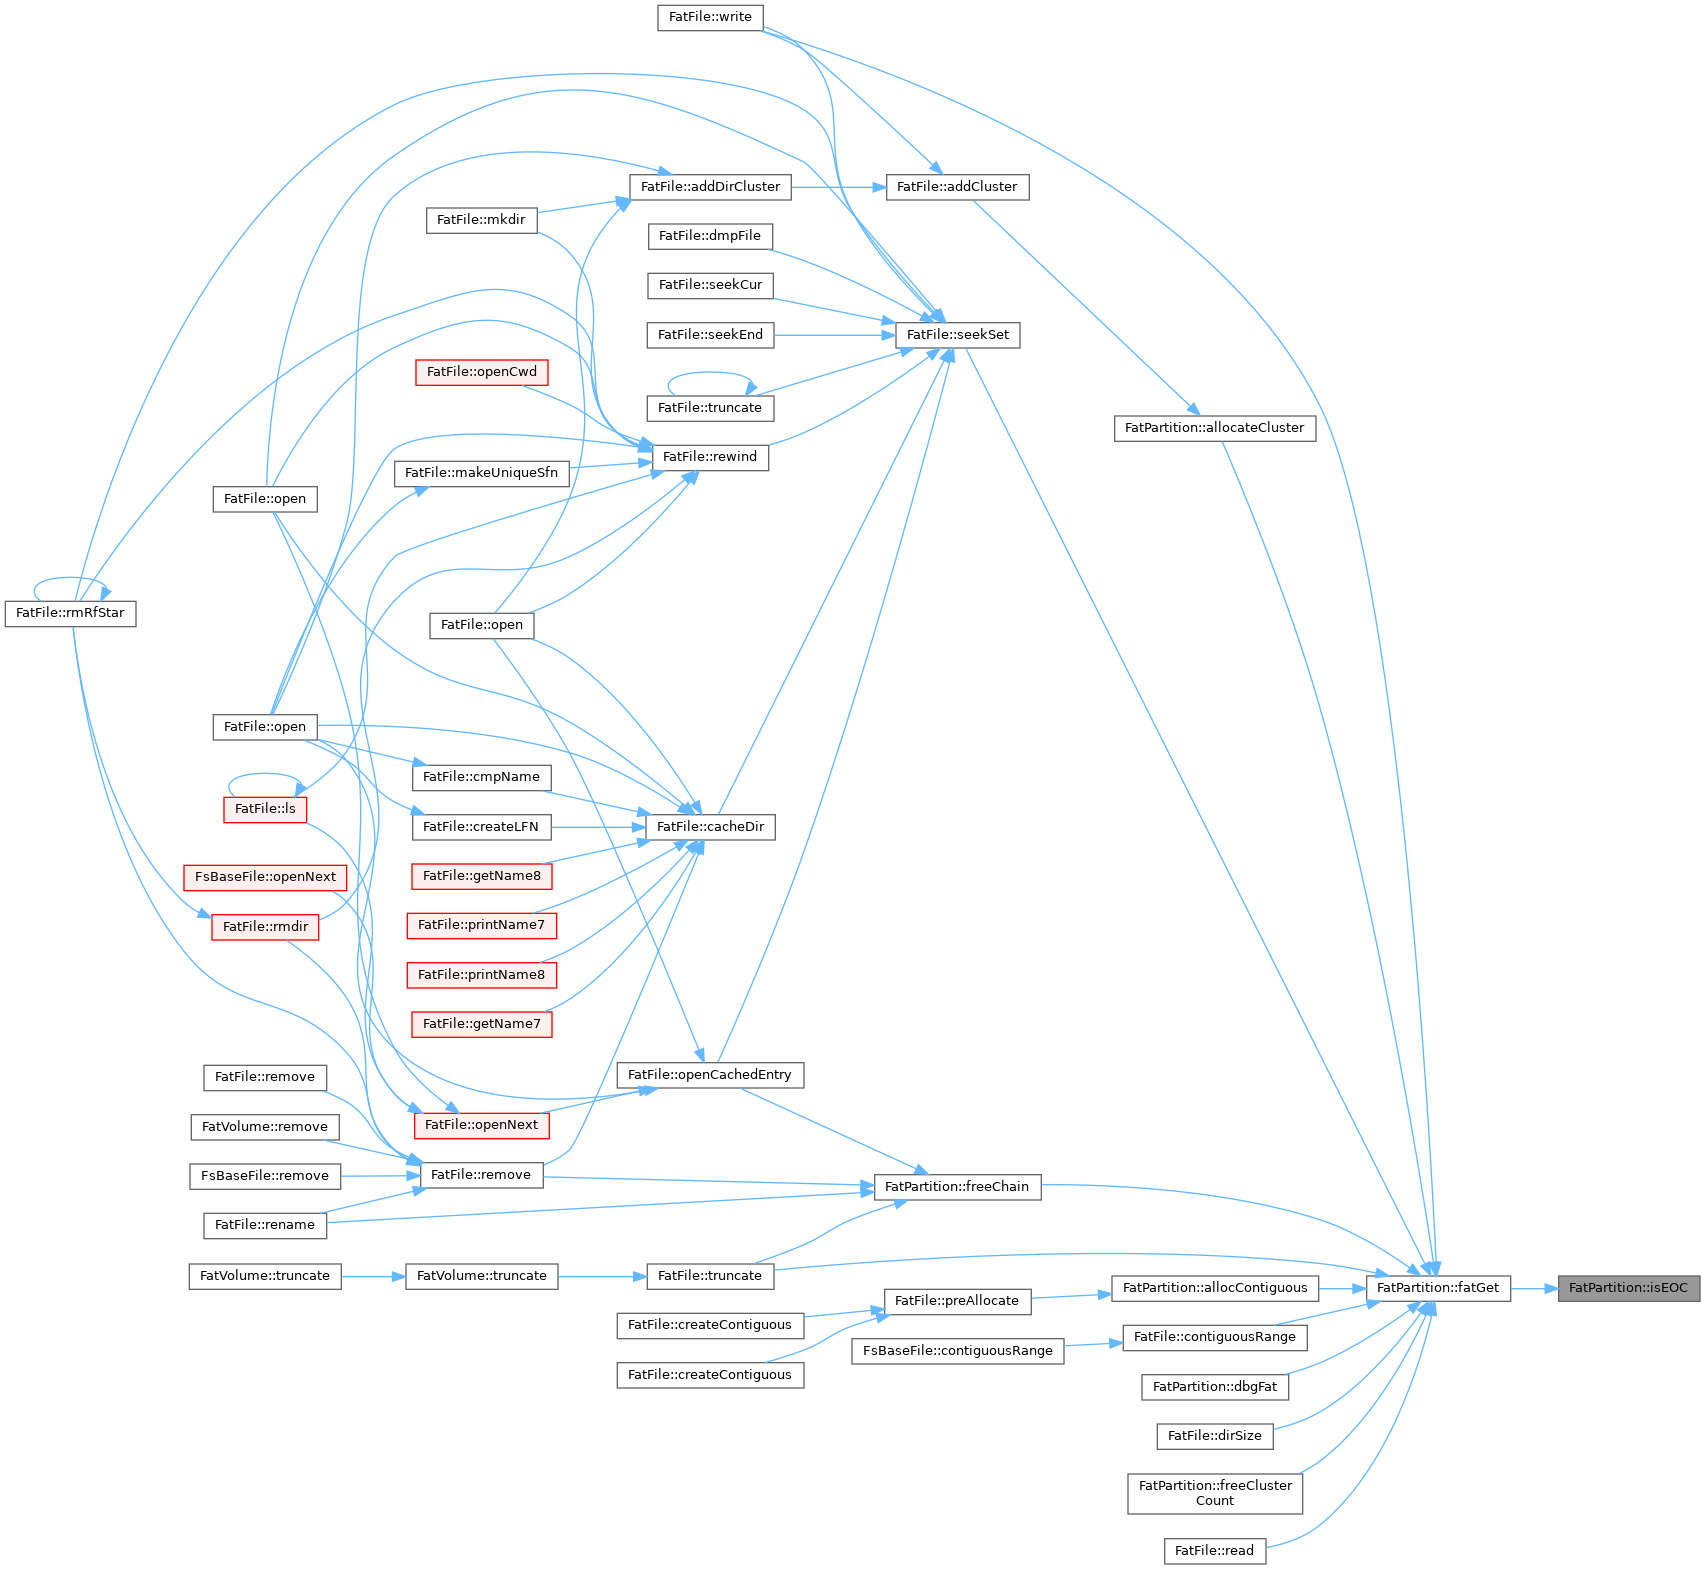 FatFile::write
FatFile::addDirCluster
FatFile::addCluster
FatFile::mkdir
FatFile::dmpFile
FatFile::seekCur
FatFile::seekEnd
FatFile::seekSet
FatFile::openCwd
FatFile::truncate
FatPartition::allocateCluster
FatFile::rewind
FatFile::makeUniqueSfn
FatFile::open
FatFile::rmRfStar
FatFile::open
FatFile::open
FatFile::cmpName
FatFile::ls
FatFile::createLFN
FatFile::cacheDir
FatFile::getName8
FsBaseFile::openNext
FatFile::printName7
FatFile::rmdir
FatFile::printName8
FatFile::getName7
FatFile::openCachedEntry
FatFile::remove
FatFile::openNext
FatVolume::remove
FatFile::remove
FsBaseFile::remove
FatPartition::freeChain
FatFile::rename
FatVolume::truncate
FatVolume::truncate
FatFile::truncate
FatPartition::allocContiguous
FatPartition::fatGet
FatPartition::isEOC
FatFile::preAllocate
FatFile::createContiguous
FatFile::contiguousRange
FsBaseFile::contiguousRange
FatFile::createContiguous
FatPartition::dbgFat
FatFile::dirSize
FatPartition::freeCluster
Count
FatFile::read